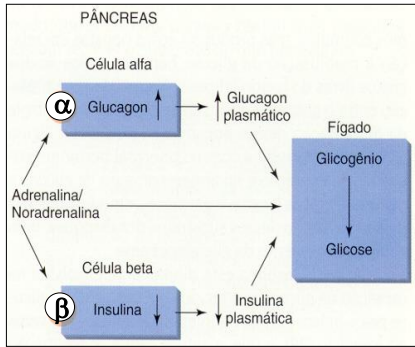 PÂNCREAS
Célula alfa
α
Glucagon
Glucagon
plasmático
Fígado
Glicogênio
Glicose
Adrenalina/
Noradrenalina
Célula beta
β
Insulina
Insulina
plasmática